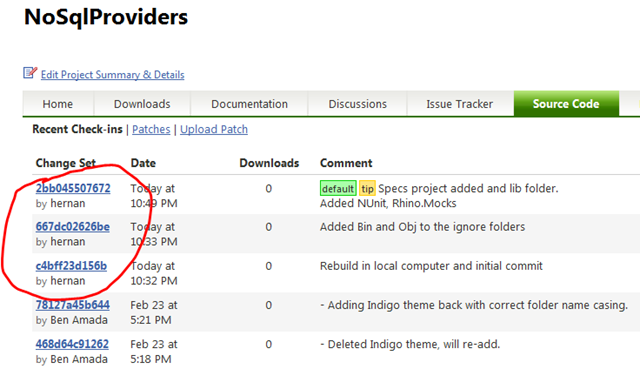 NoSqlProviders
Edit Project Summary & Details
Home Downloads Documentation Discussions Issue Tracker Source Code
Recent Check-ins | Patches | Upload Patch
Change Set Date Downloads Comment
2bb045507672 Today at 0 default tip Specs project added and lib folder.
by hernan 10:49 PM Added NUnit, Rhino.Mocks
667dc02626be Today at 0 Added Bin and Obj to the ignore folders
by hernan 10:33 PM
c4bff23d156b Today at 0 Rebuild in local computer and initial commit
by hernan 10:32 PM
78127a45b644 Feb 23 at 0 - Adding Indigo theme back with correct folder name casing.
by Ben Amada 5:21 PM
468d64c91262 Feb 23 at 0 - Deleted Indigo theme, will re-add.
by Ben Amada 5:18 PM